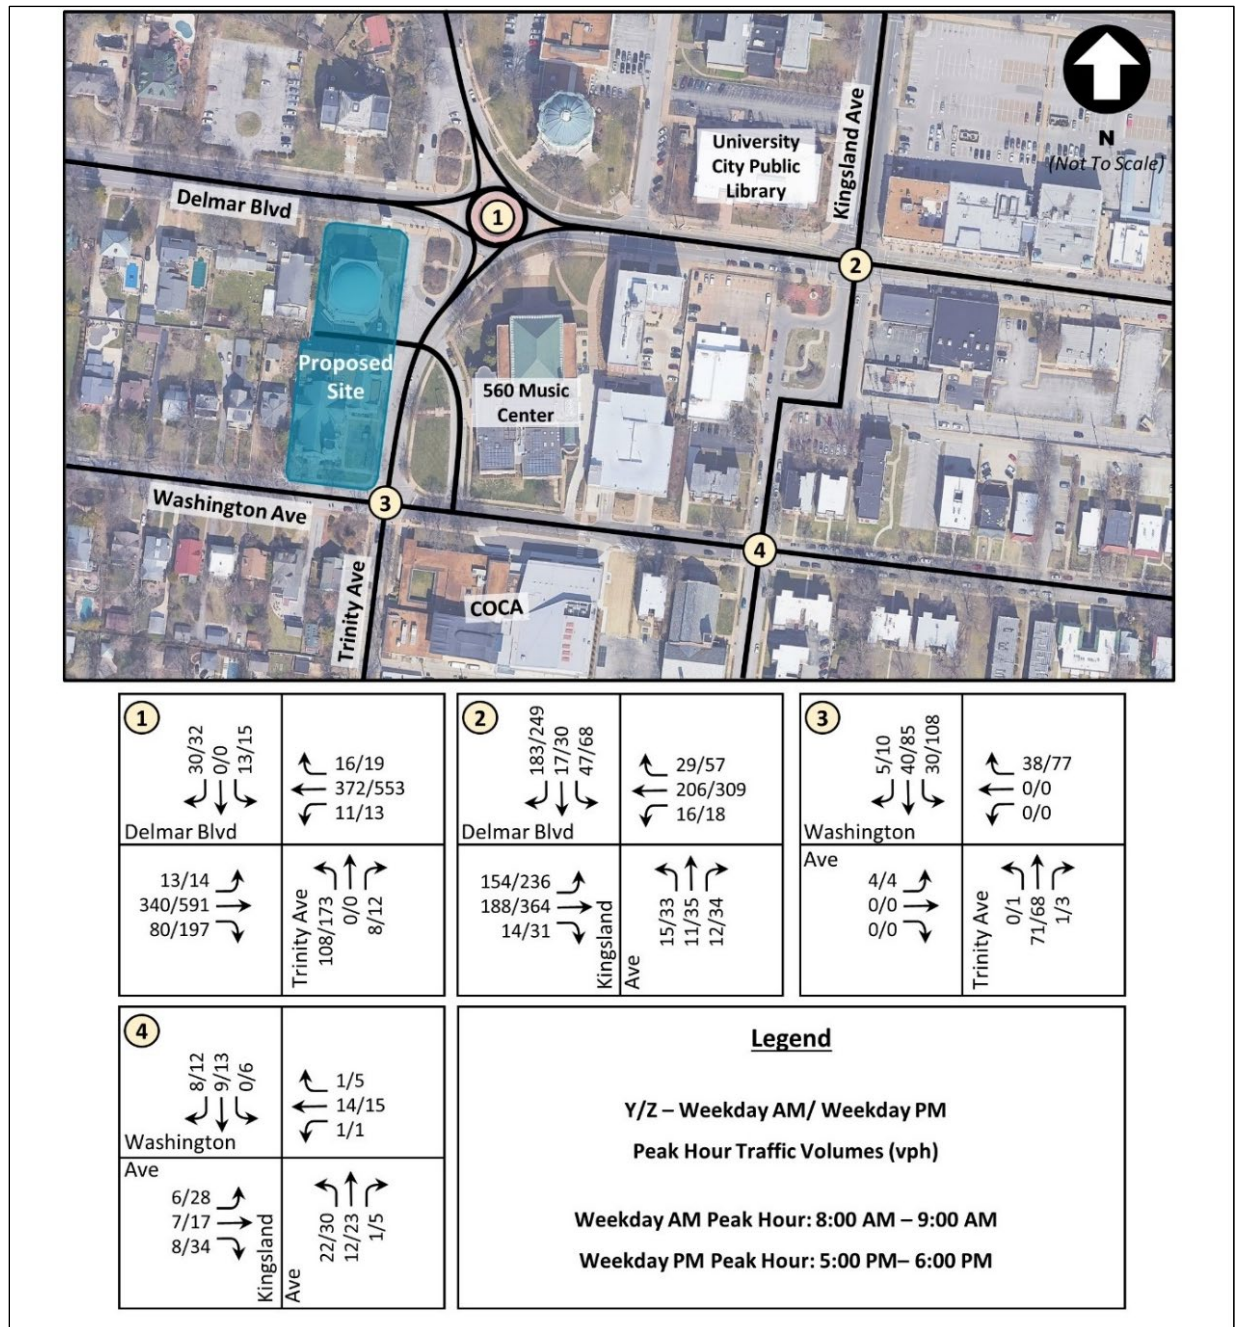 University
City Public
Library
Kingsland Ave
N
(Not To Scale)
Delmar Blvd
1
2
Proposed
Site
560 Music
Center
Washington Ave
3
4
Trinity Ave
COCA
1
30/32
0/0
13/15
16/19
372/553
11/13
Delmar Blvd
13/14
340/591
80/197
Trinity Ave
108/173
0/0
8/12
2
183/249
17/30
47/68
29/57
206/309
16/18
Delmar Blvd
154/236
188/364
14/31
Kingsland
Ave
15/33
11/35
12/34
3
5/10
40/85
30/108
38/77
0/0
0/0
Washington
Ave
4/4
0/0
0/0
Trinity Ave
0/1
71/68
1/3
4
8/12
9/13
0/6
1/5
14/15
1/1
Washington
Ave
6/28
7/17
8/34
Kingsland
Ave
22/30
12/23
1/5
Legend
Y/Z – Weekday AM/ Weekday PM
Peak Hour Traffic Volumes (vph)
Weekday AM Peak Hour: 8:00 AM – 9:00 AM
Weekday PM Peak Hour: 5:00 PM– 6:00 PM